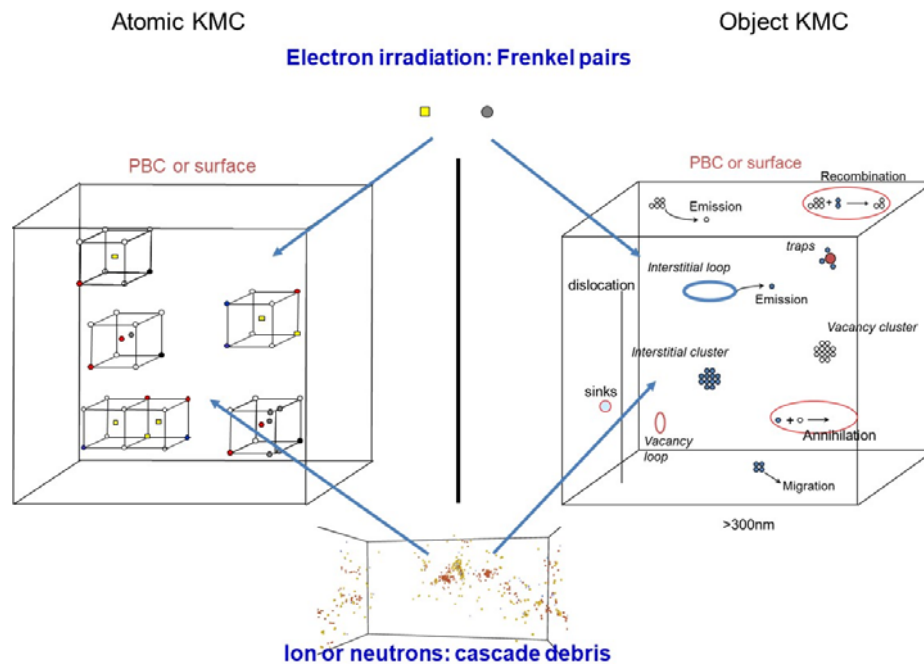 Atomic KMC
Object KMC
Electron irradiation: Frenkel pairs
PBC or surface
PBC or surface
Recombination
Emission
traps
Interstitial loop
dislocation
Emission
Vacancy cluster
Interstitial cluster
sinks
Annihilation
Vacancy
loop
Migration
>300nm
Ion or neutrons: cascade debris